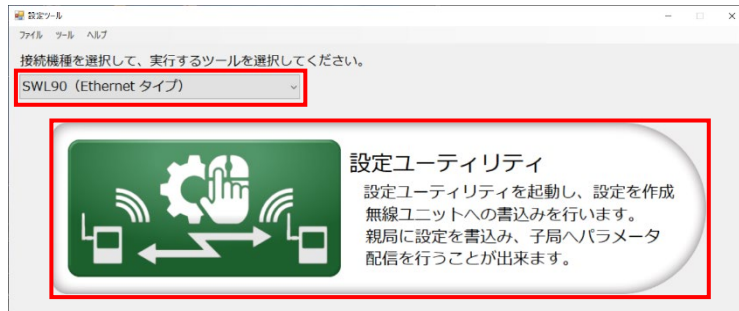 設定ツール
ファイル ツール ヘルプ
接続機種を選択して、実行するツールを選択してください。
SWL90（Ethernet タイプ）
設定ユーティリティ
設定ユーティリティを起動し、設定を作成
無線ユニットへの書込みを行います。
親局に設定を書込み、子局へパラメータ
配信を行うことが出来ます。